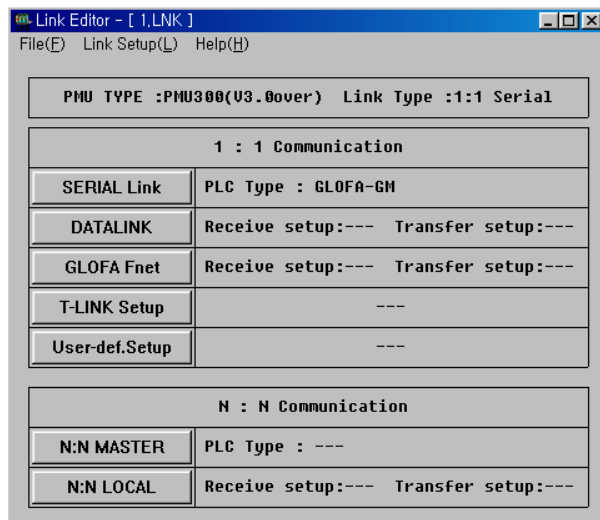 Link Editor - [ 1.LNK ]
File(F) Link Setup(L) Help(H)
PMU TYPE :PMU300(V3.0over) Link Type :1:1 Serial
1 : 1 Communication
SERIAL Link PLC Type : GLOFA-GM
DATALINK Receive setup:--- Transfer setup:---
GLOFA Fnet Receive setup:--- Transfer setup:---
T-LINK Setup ---
User-def.Setup ---
N : N Communication
N:N MASTER PLC Type : ---
N:N LOCAL Receive setup:--- Transfer setup:---